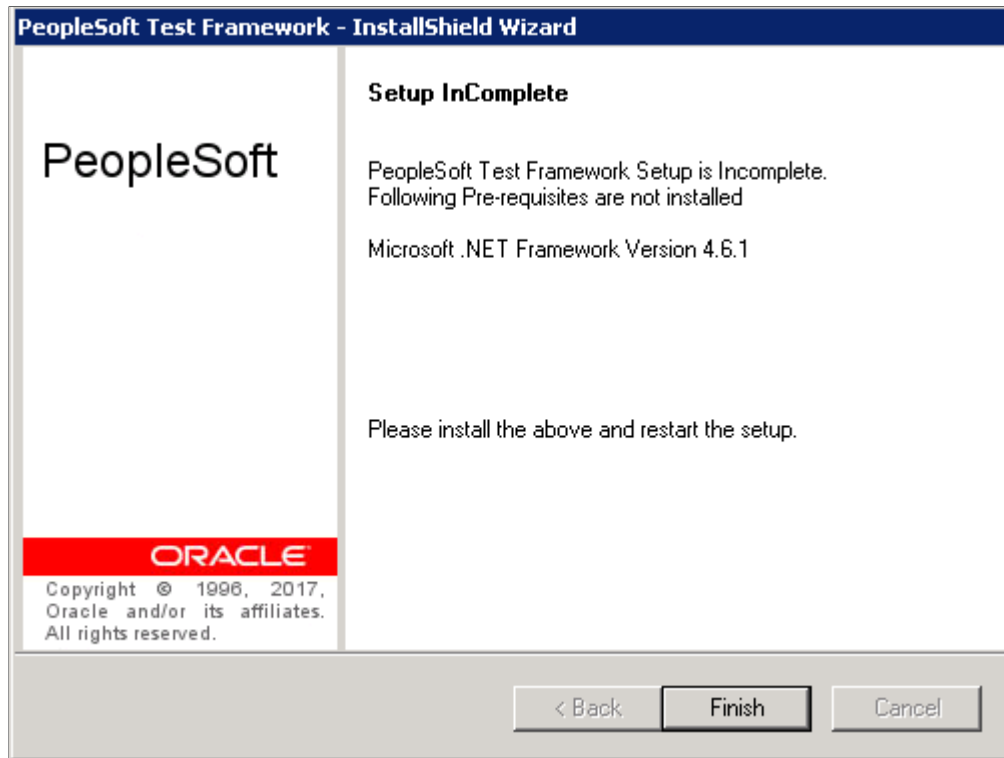 PeopleSoft Test Framework - InstallShield Wizard
PeopleSoft
Setup InComplete
PeopleSoft Test Framework Setup is Incomplete.
Following Pre-requisites are not installed
Microsoft .NET Framework Version 4.6.1
Please install the above and restart the setup.
ORACLE
Copyright © 1996, 2017,
Oracle and/or its affiliates.
All rights reserved.
< Back
Finish
Cancel